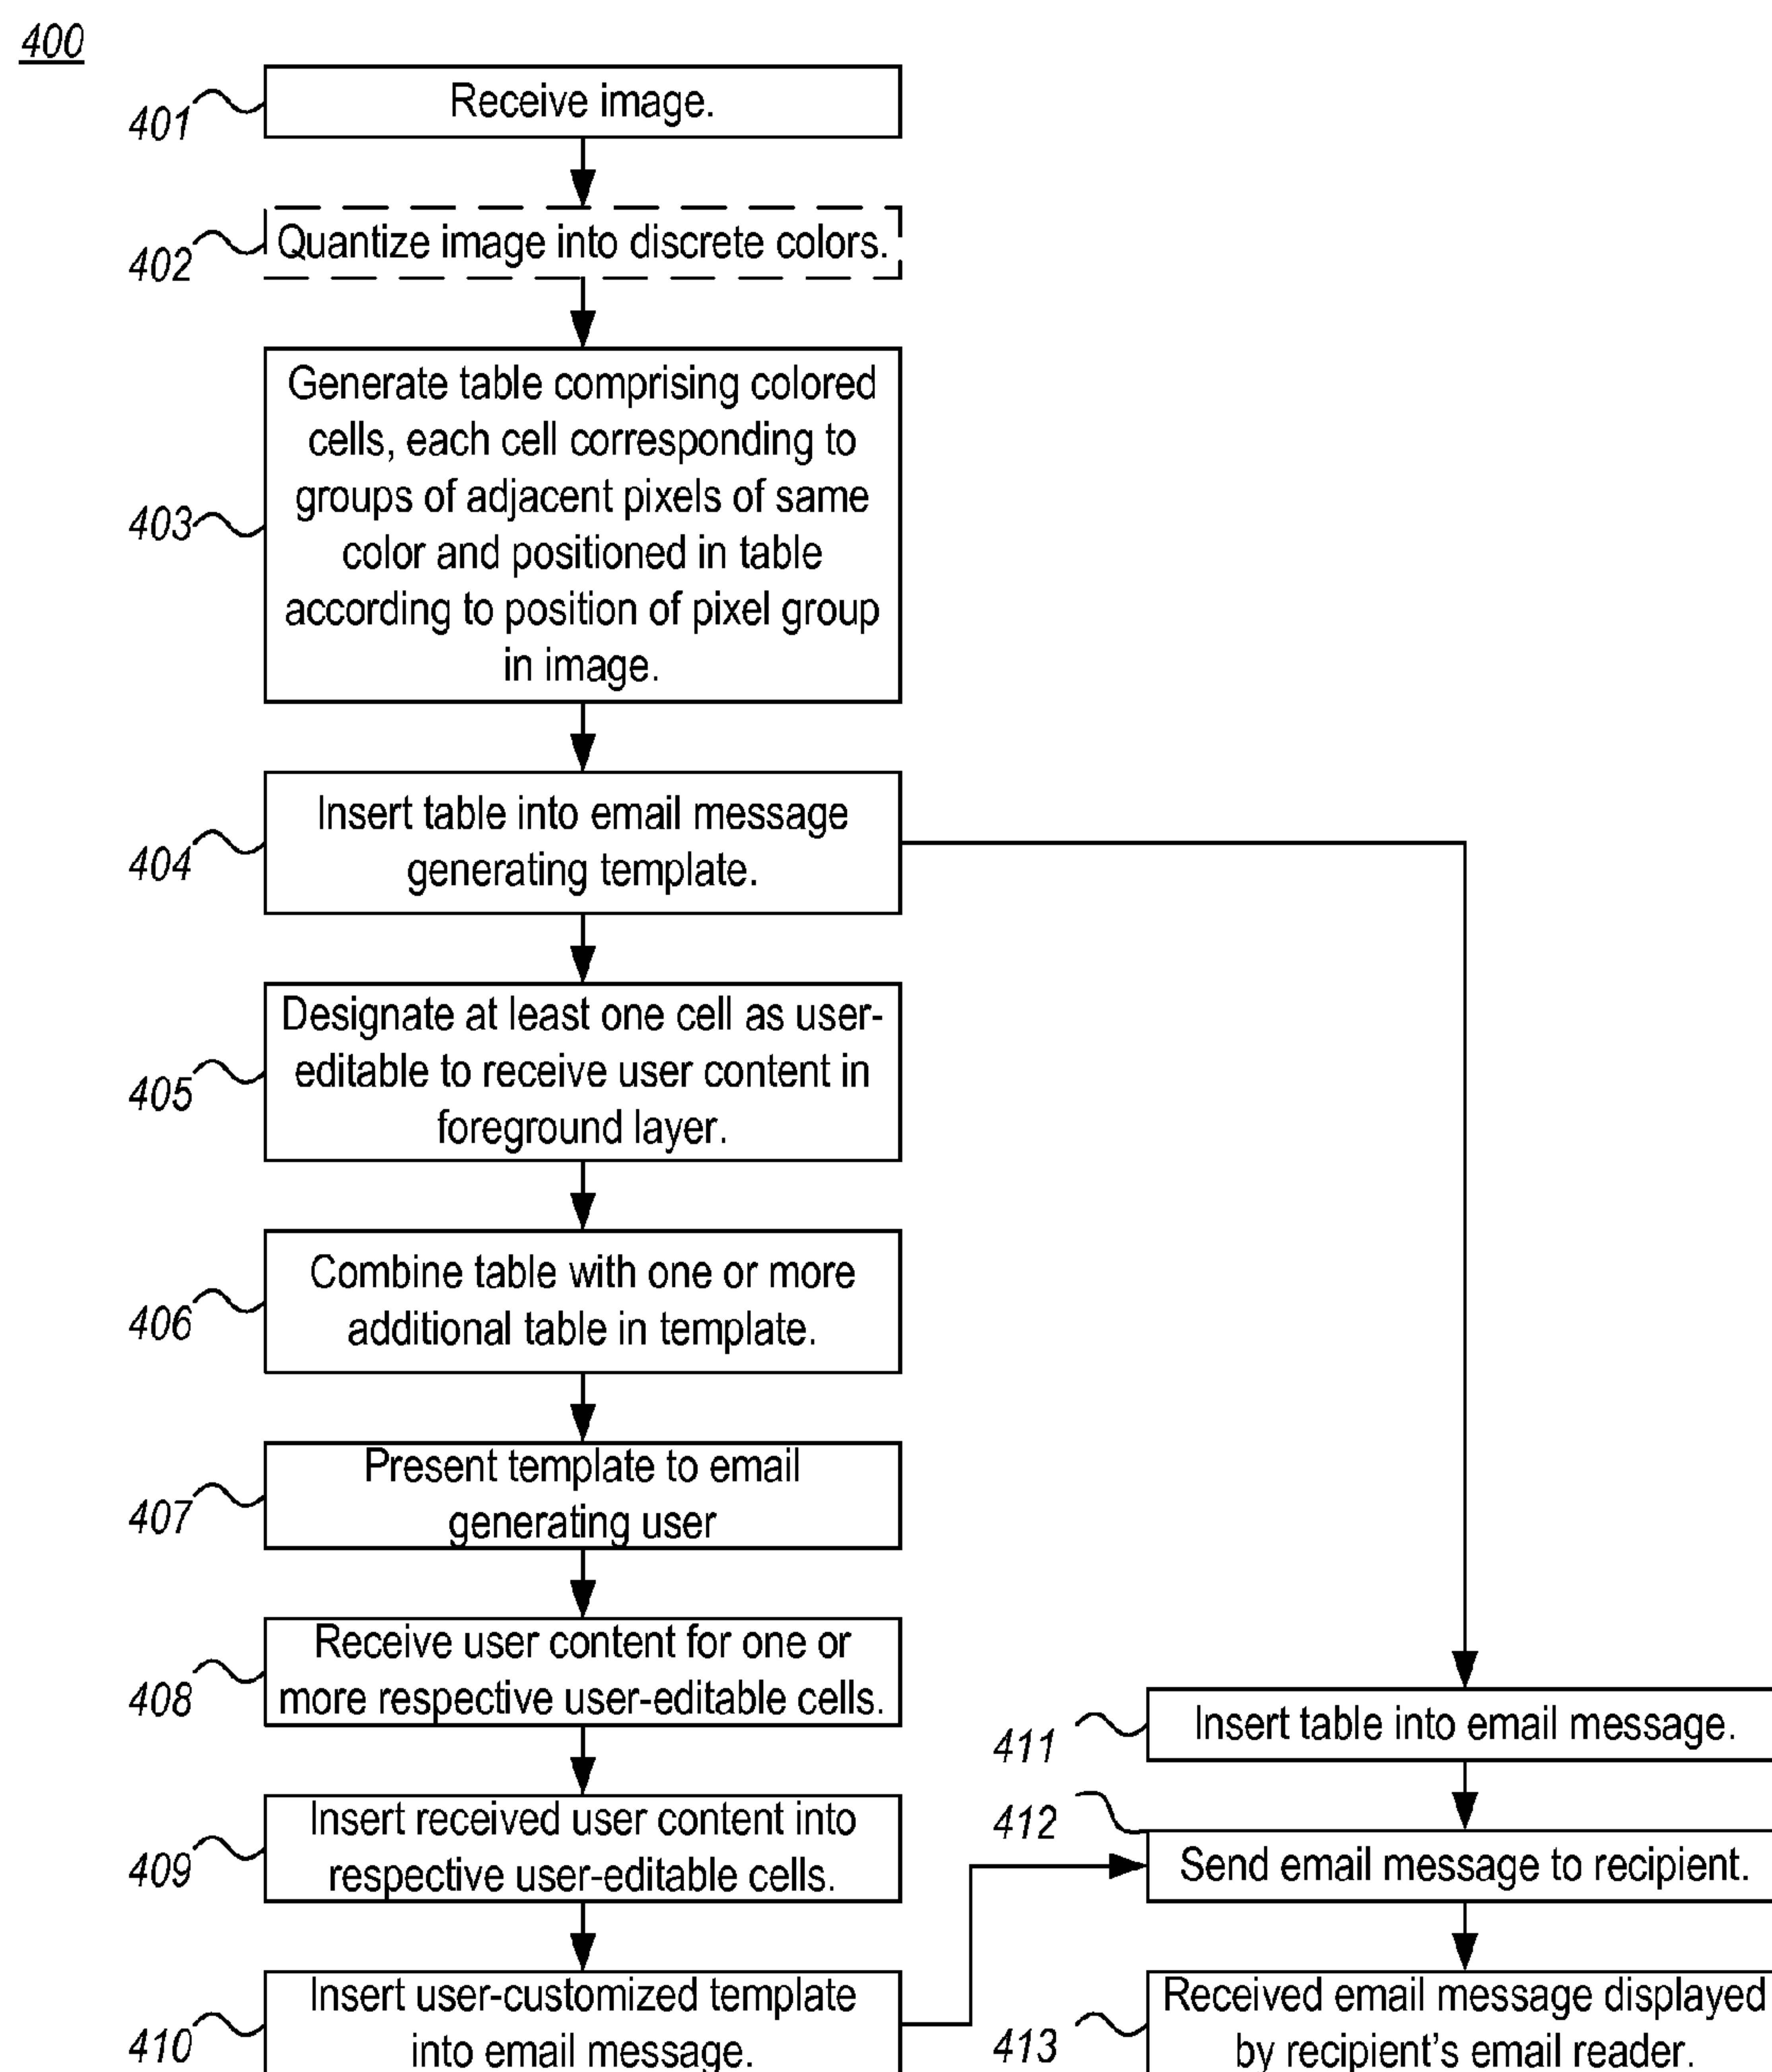 400
401
Receive image.
402
Quantize image into discrete colors.
403
Generate table comprising colored
cells, each cell corresponding to
groups of adjacent pixels of same
color and positioned in table
according to position of pixel group
in image.
404
Insert table into email message
generating template.
405
Designate at least one cell as user-
editable to receive user content in
foreground layer.
406
Combine table with one or more
additional table in template.
407
Present template to email
generating user
408
Receive user content for one or
more respective user-editable cells.
409
Insert received user content into
respective user-editable cells.
410
Insert user-customized template
into email message.
411
Insert table into email message.
412
Send email message to recipient.
413
Received email message displayed
by recipient's email reader.